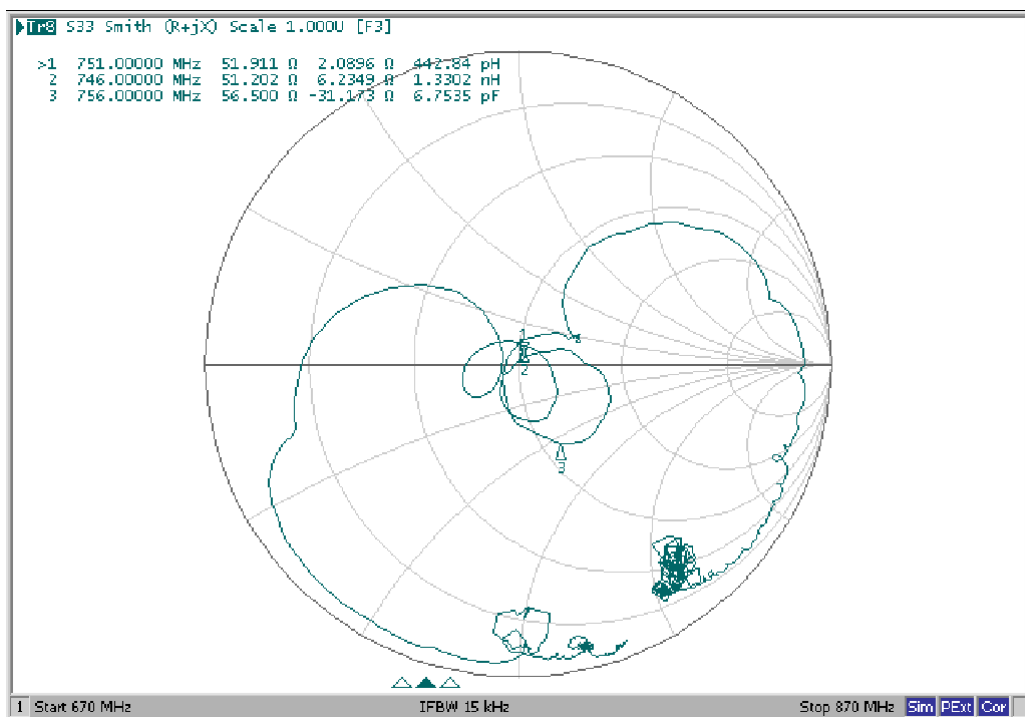 Tr8 S33 Smith (R+jX) Scale 1.000U [F3]
>1 751.00000 MHz 51.911 Ω 2.0896 Ω 442.84 pH
2 746.00000 MHz 51.202 Ω 6.2349 Ω 1.3302 nH
3 756.00000 MHz 56.500 Ω -31.173 Ω 6.7535 pF
1
2
3
1 Start 670 MHz IFBW 15 kHz Stop 870 MHz Sim PExt Cor